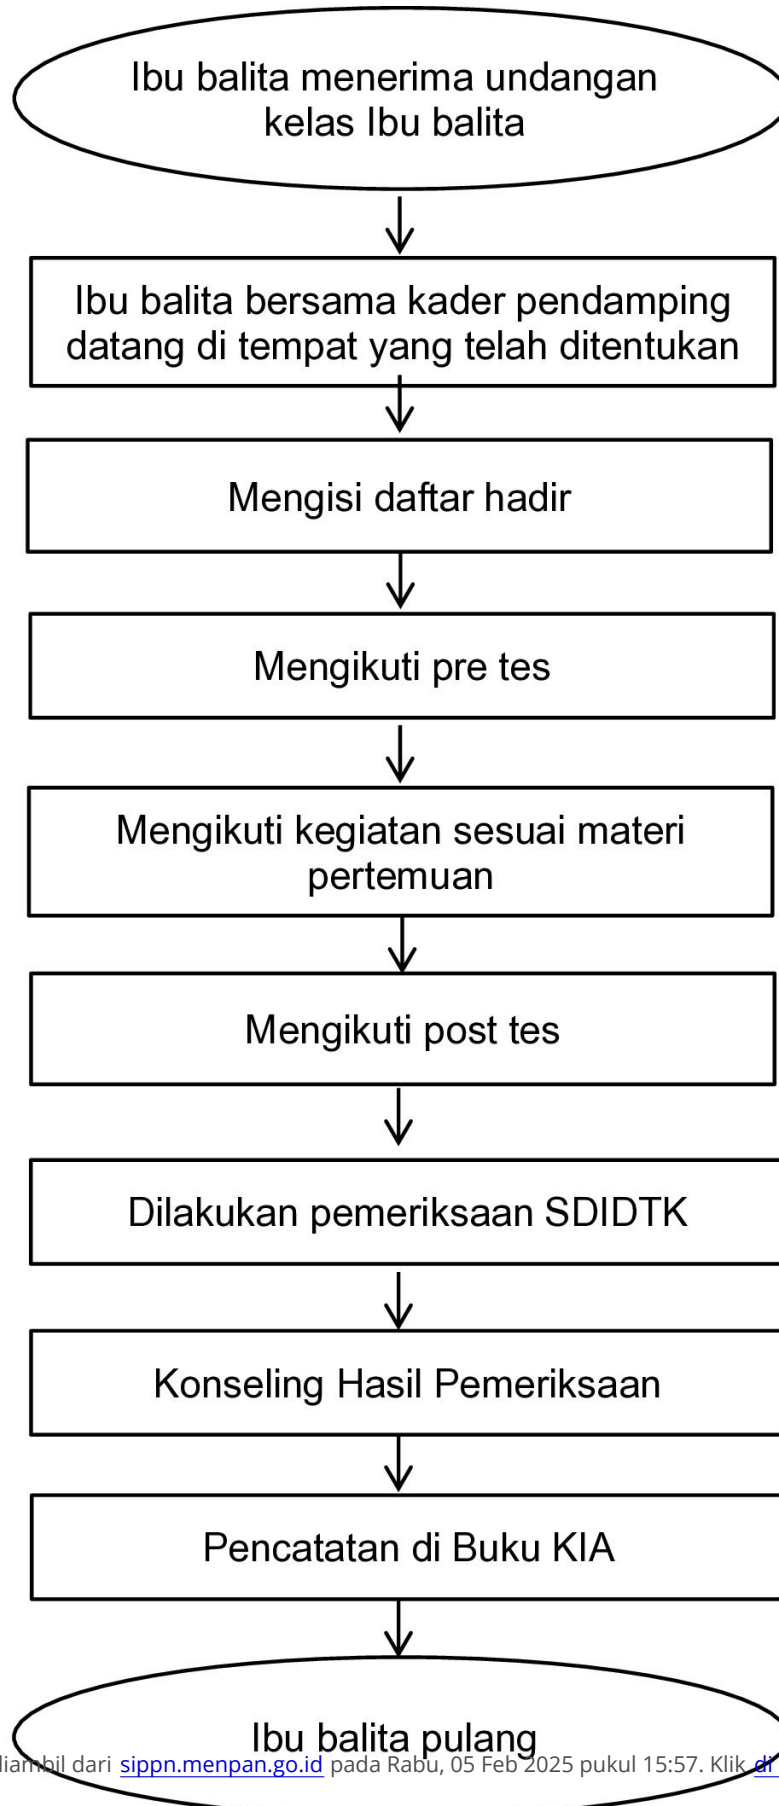 Ibu balita menerima undangan
kelas Ibu balita
Ibu balita bersama kader pendamping
datang di tempat yang telah ditentukan
Mengisi daftar hadir
Mengikuti pre tes
Mengikuti kegiatan sesuai materi
pertemuan
Mengikuti post tes
Dilakukan pemeriksaan SDIDTK
Konseling Hasil Pemeriksaan
Pencatatan di Buku KIA
Ibu balita pulang
diambil dari sippn.menpan.go.id pada Rabu, 05 Feb 2025 pukul 15:57. Klik di